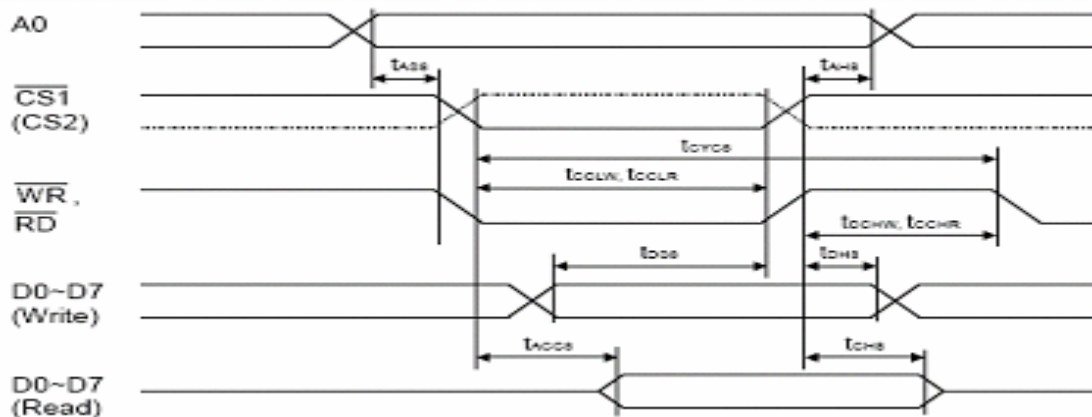 A0
tAS8
tAH8
CS1
(CS2)
tCYC8
tCCLW, tCCLR
WR,
RD
tCCHW, tCCHR
tDS8
tDH8
D0~D7
(Write)
tACC8
tCH8
D0~D7
(Read)